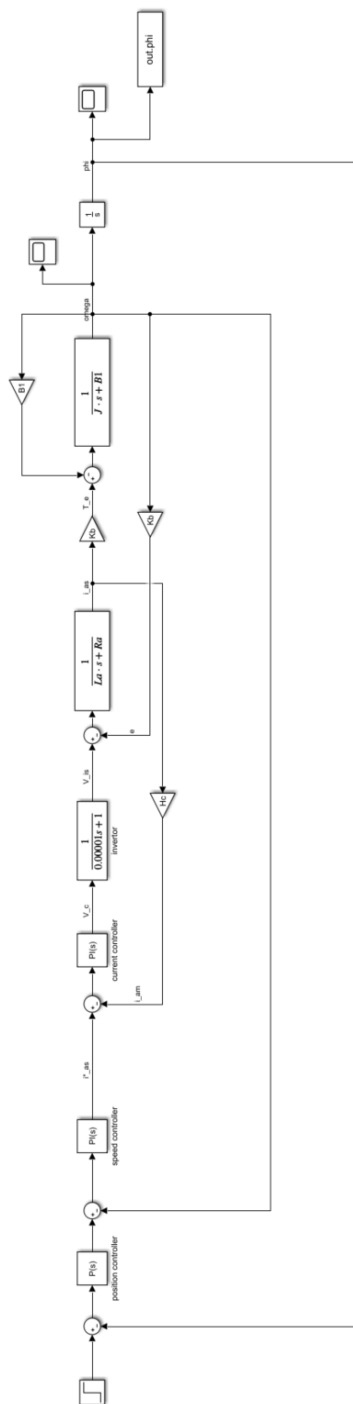 position controller
P(s)
speed controller
PI(s)
i*_as
i_am
current controller
PI(s)
V_c
Hc
invertor
1
0.00001s + 1
V_is
e
1
La · s + Ra
i_as
Kb
Kb
T_e
B1
1
J · s + B1
omega
1
s
phi
out.phi